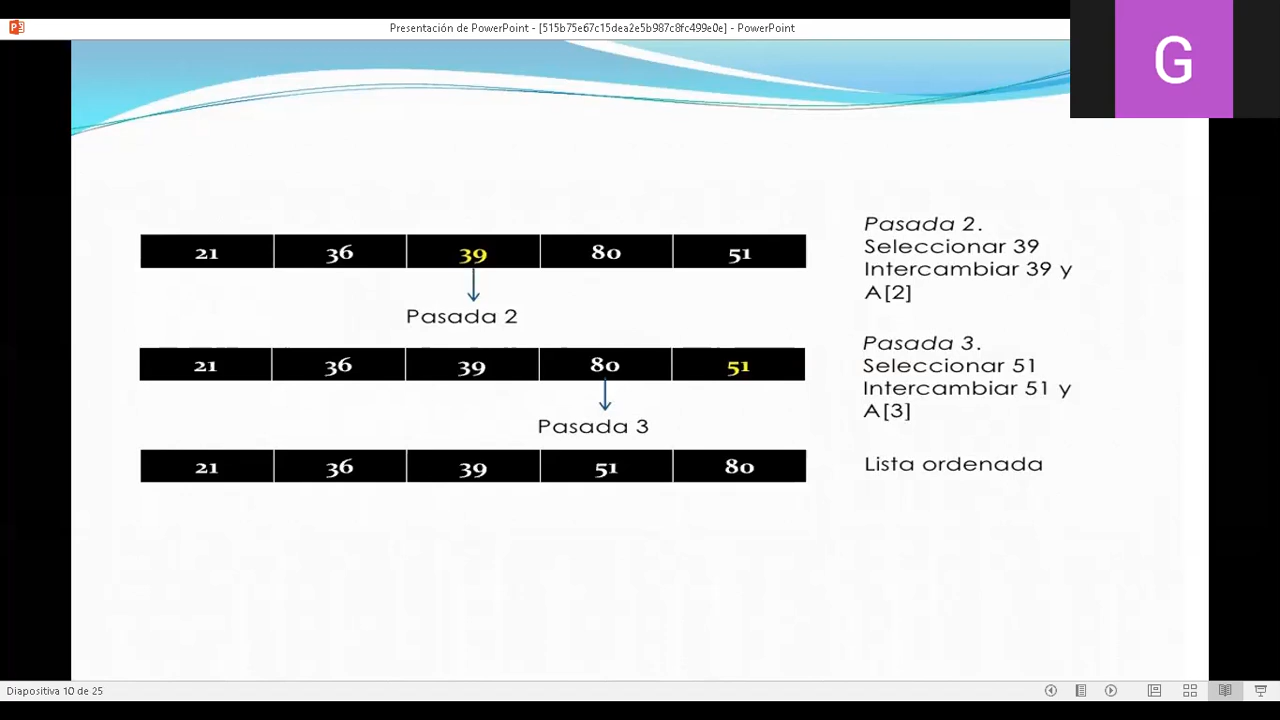 Presentación de PowerPoint - [515b75e67c15dea2e5b987c8fc499e0e] - PowerPoint
G
21 36 39 80 51
Pasada 2
Pasada 2.
Seleccionar 39
Intercambiar 39 y
A[2]
21 36 39 80 51
Pasada 3
Pasada 3.
Seleccionar 51
Intercambiar 51 y
A[3]
21 36 39 51 80
Lista ordenada
Diapositiva 10 de 25